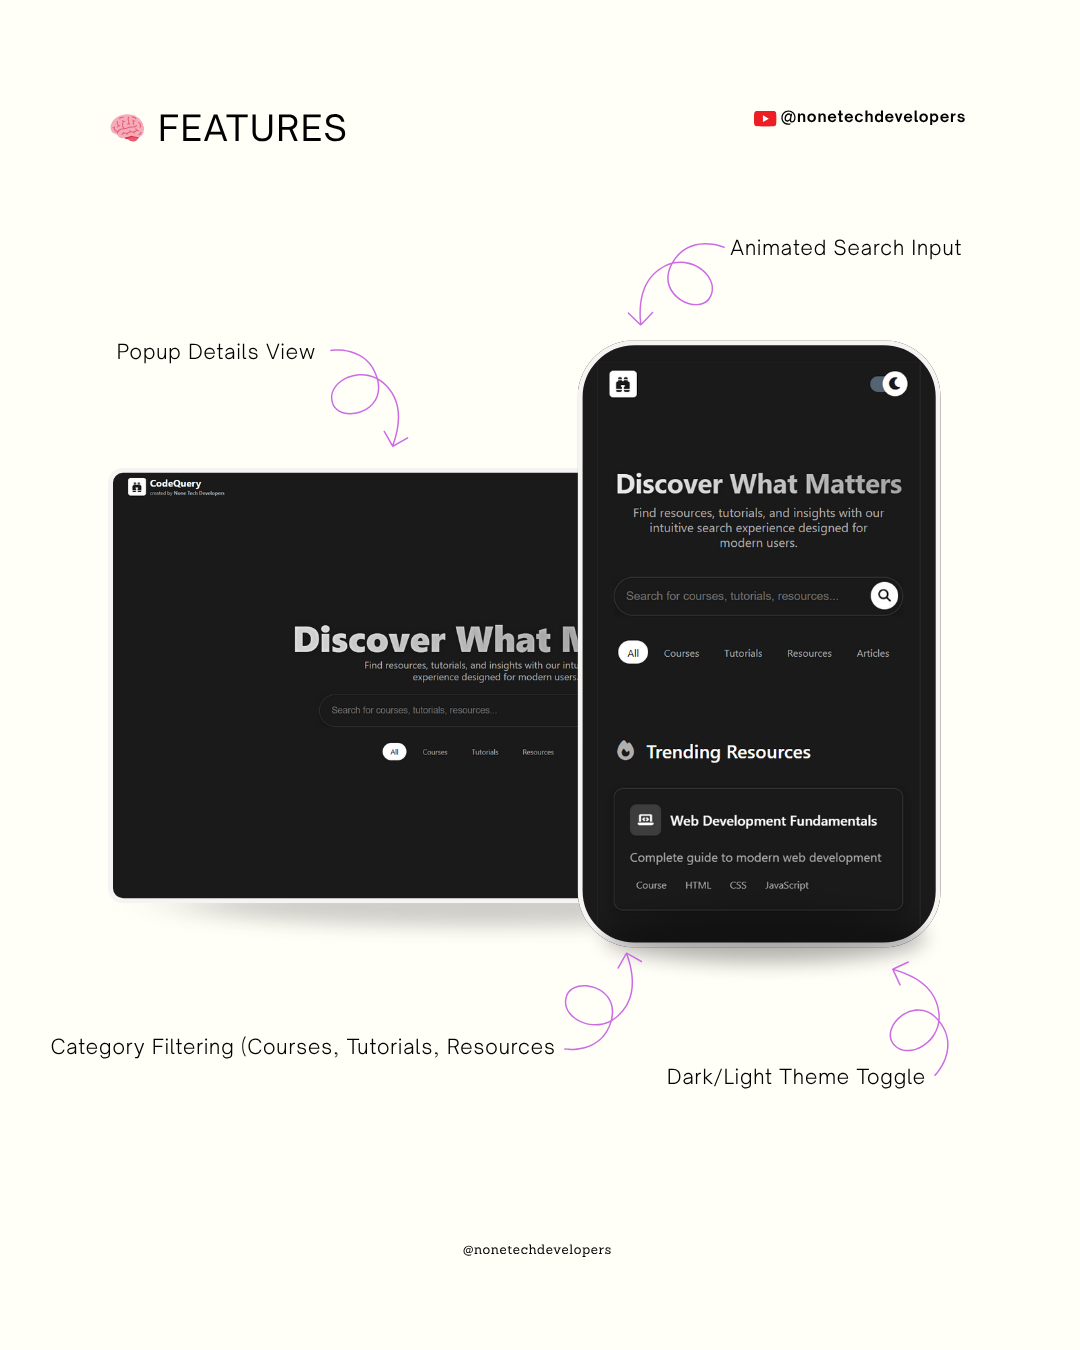 FEATURES
@nonetechdevelopers
Animated Search Input
Popup Details View
CodeQuery
created by None Tech Developers
Discover What M
Find resources, tutorials, and insights with our intu
experience designed for modern users.
Search for courses, tutorials, resources...
All Courses Tutorials Resources
Discover What Matters
Find resources, tutorials, and insights with our
intuitive search experience designed for
modern users.
Search for courses, tutorials, resources...
All Courses Tutorials Resources Articles
Trending Resources
Web Development Fundamentals
Complete guide to modern web development
Course HTML CSS JavaScript
Category Filtering (Courses, Tutorials, Resources
Dark/Light Theme Toggle
@nonetechdevelopers